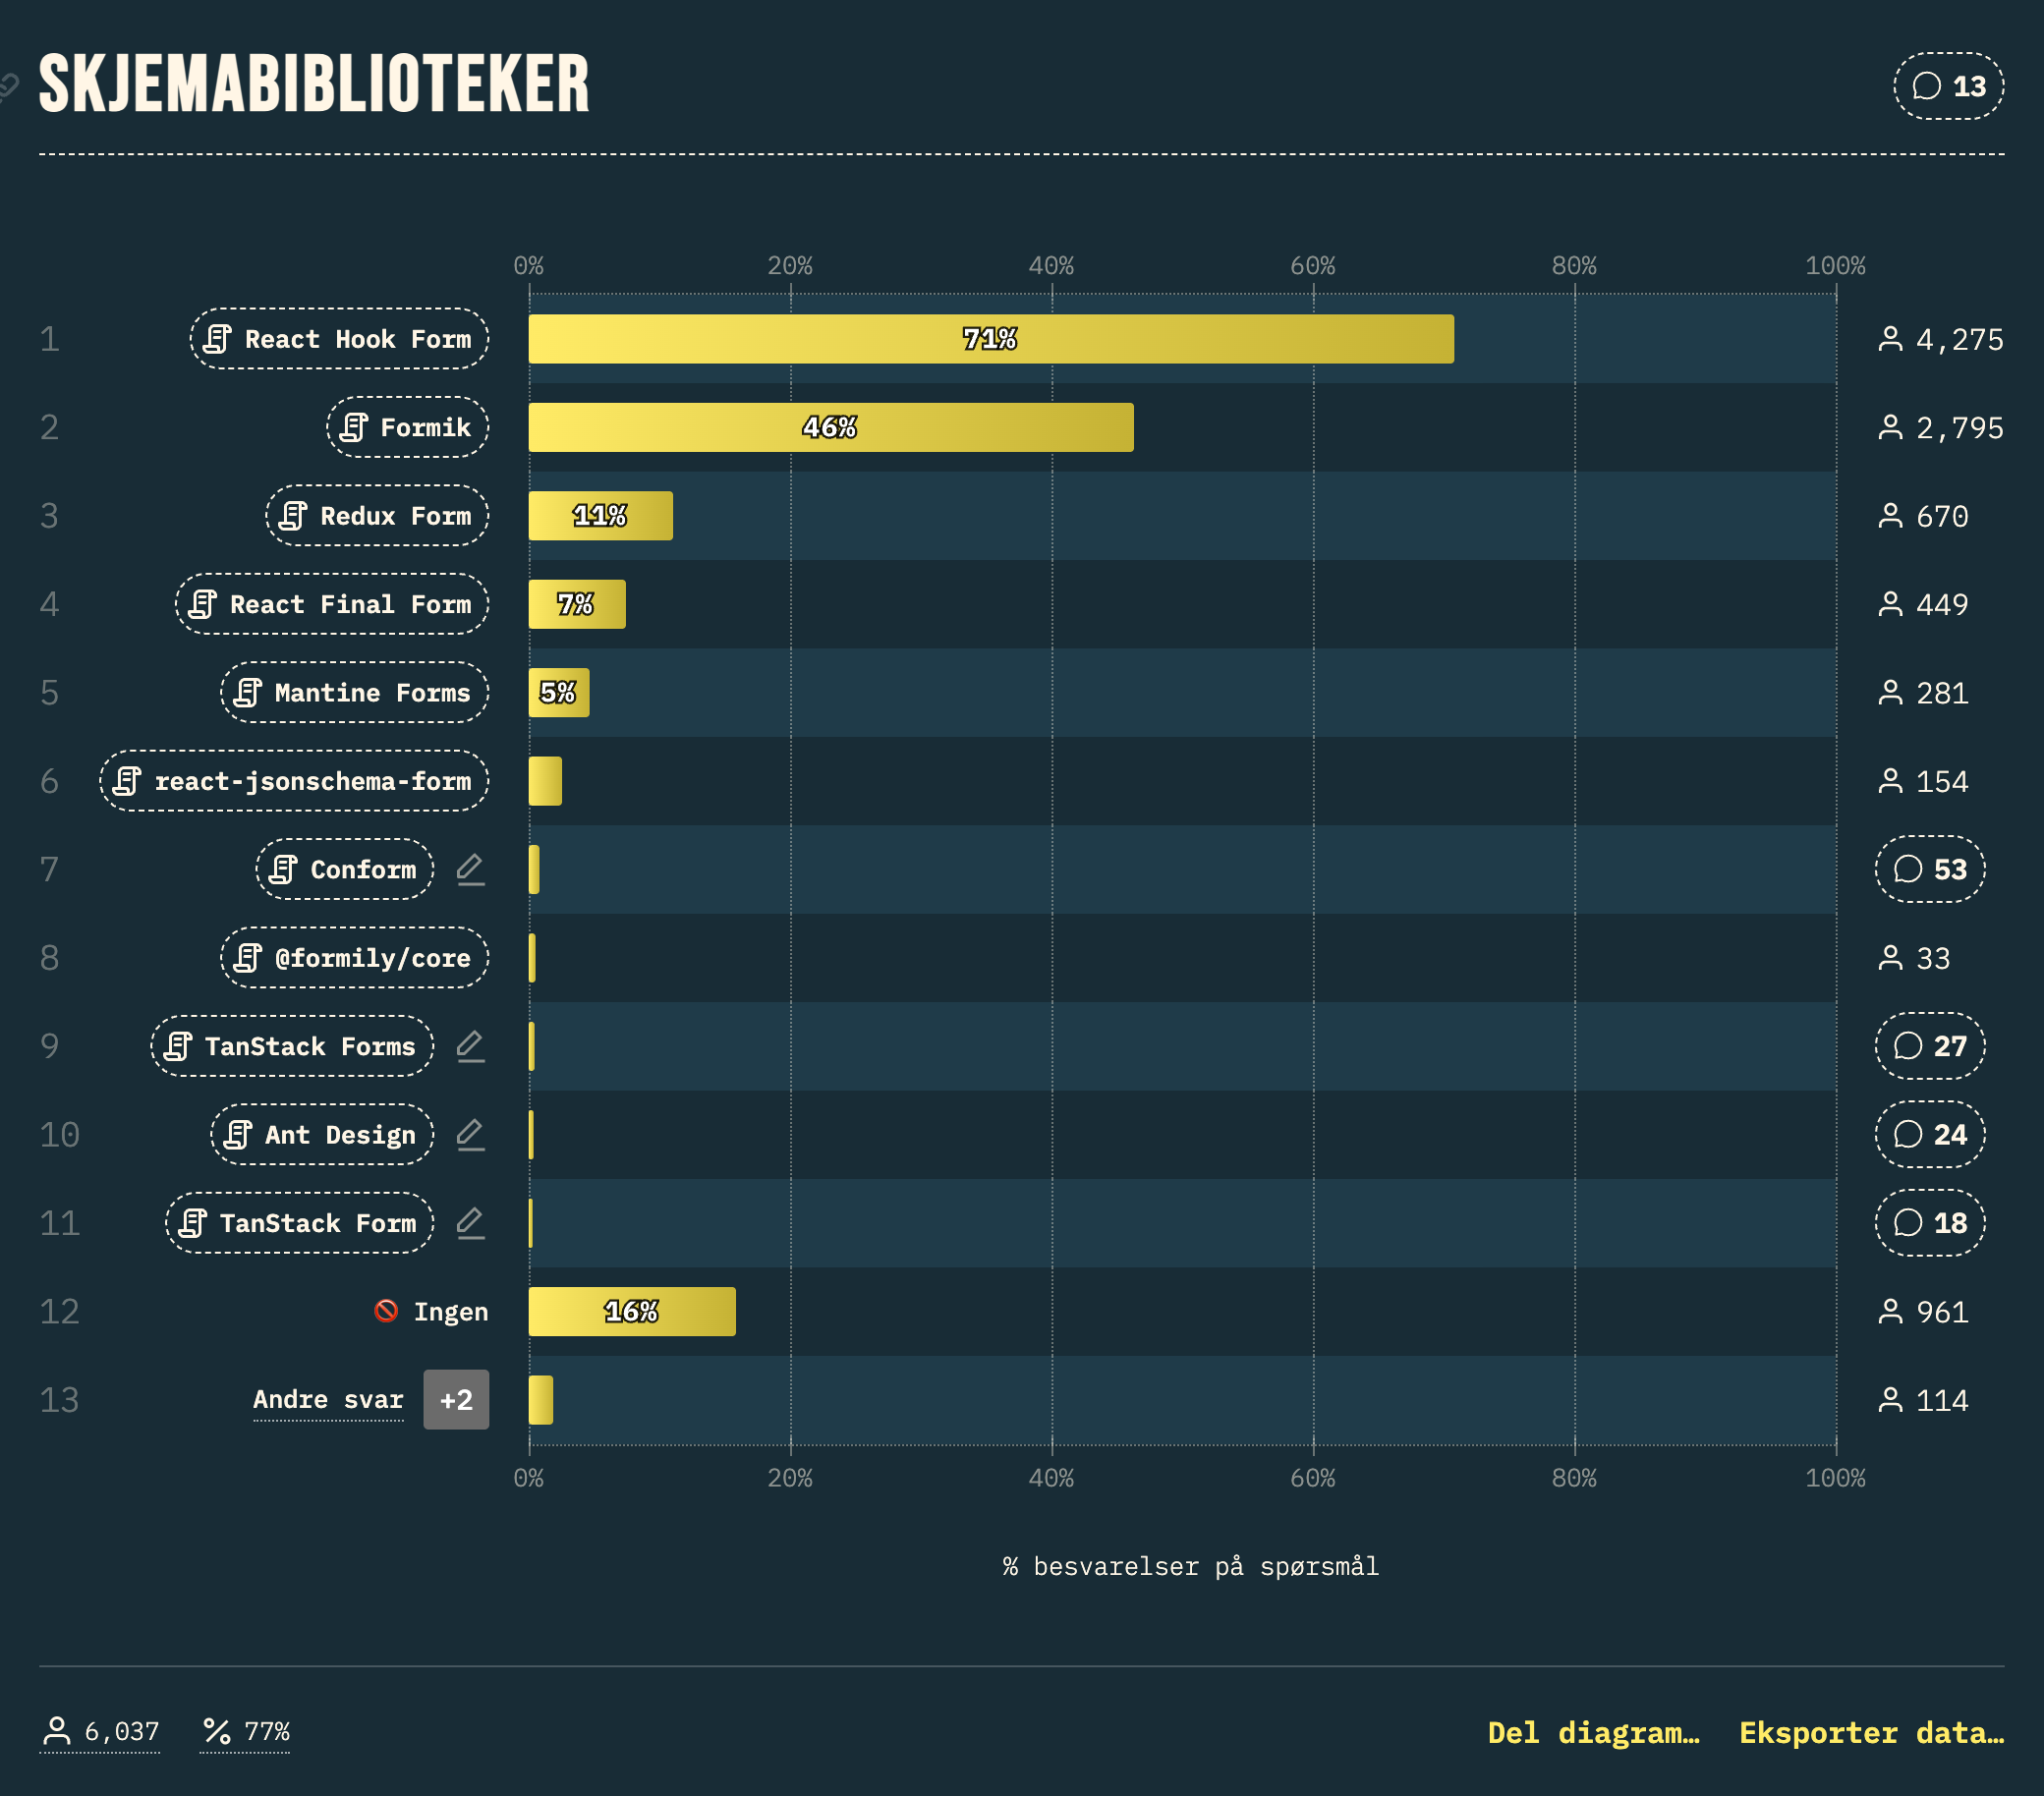 SKJEMABIBLIOTEKER
13
0% 20% 40% 60% 80% 100%
1 React Hook Form 71% 4,275
2 Formik 46% 2,795
3 Redux Form 11% 670
4 React Final Form 7% 449
5 Mantine Forms 5% 281
6 react-jsonschema-form 154
7 Conform 53
8 @formily/core 33
9 TanStack Forms 27
10 Ant Design 24
11 TanStack Form 18
12 Ingen 16% 961
13 Andre svar +2 114
0% 20% 40% 60% 80% 100%
% besvarelser på spørsmål
6,037 % 77% Del diagram… Eksporter data…